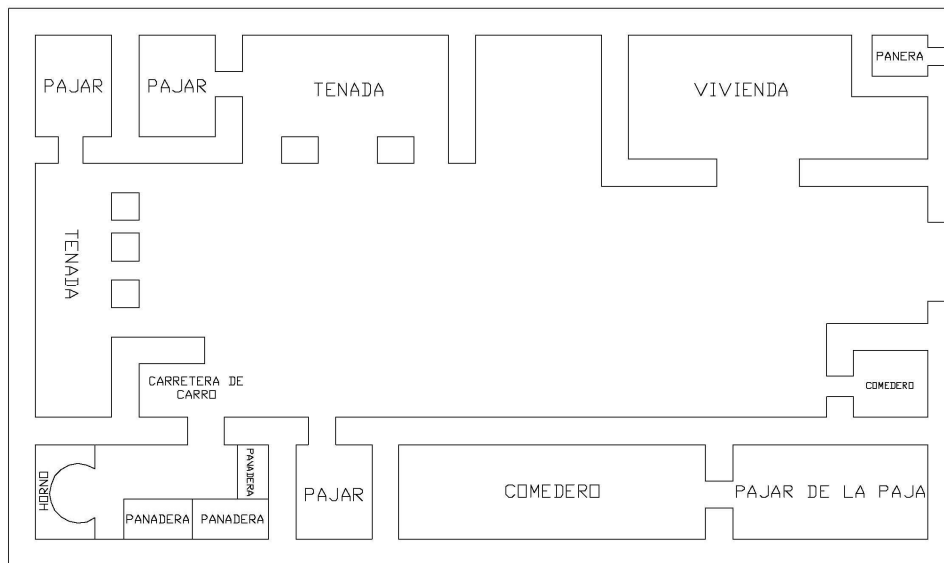 PANERA
PAJAR
PAJAR
TENADA
VIVIENDA
TENADA
CARRETERA DE
CARRO
COMEDERO
HORNO
PANADERA
PAJAR
COMEDERO
PAJAR DE LA PAJA
PANADERA
PANADERA